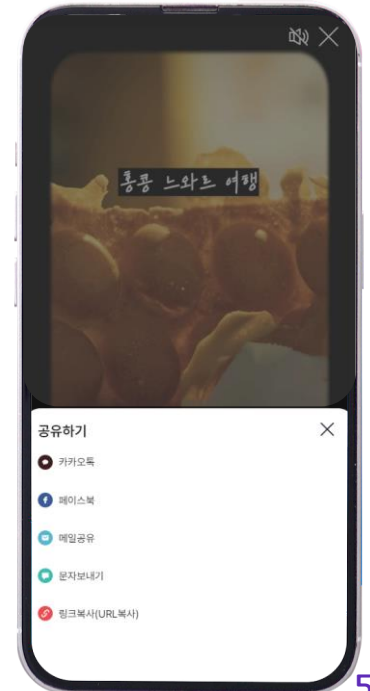 홍콩 느와르 여행
공유하기
카카오톡
페이스북
메일공유
문자보내기
링크복사(URL복사)
5